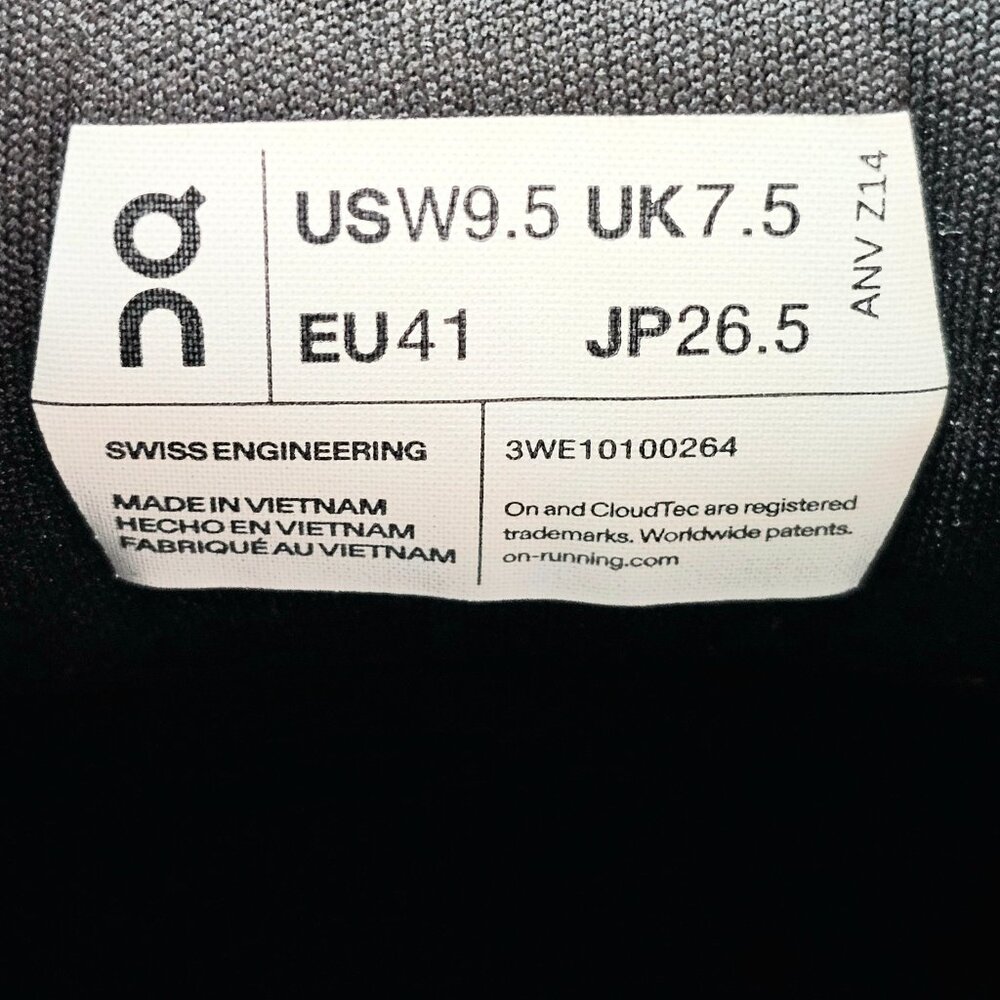 On
USW9.5 UK7.5
EU41 JP26.5
ANV Z14
SWISS ENGINEERING
MADE IN VIETNAM
HECHO EN VIETNAM
FABRIQUÉ AU VIETNAM
3WE10100264
On and CloudTec are registered
trademarks. Worldwide patents.
on-running.com